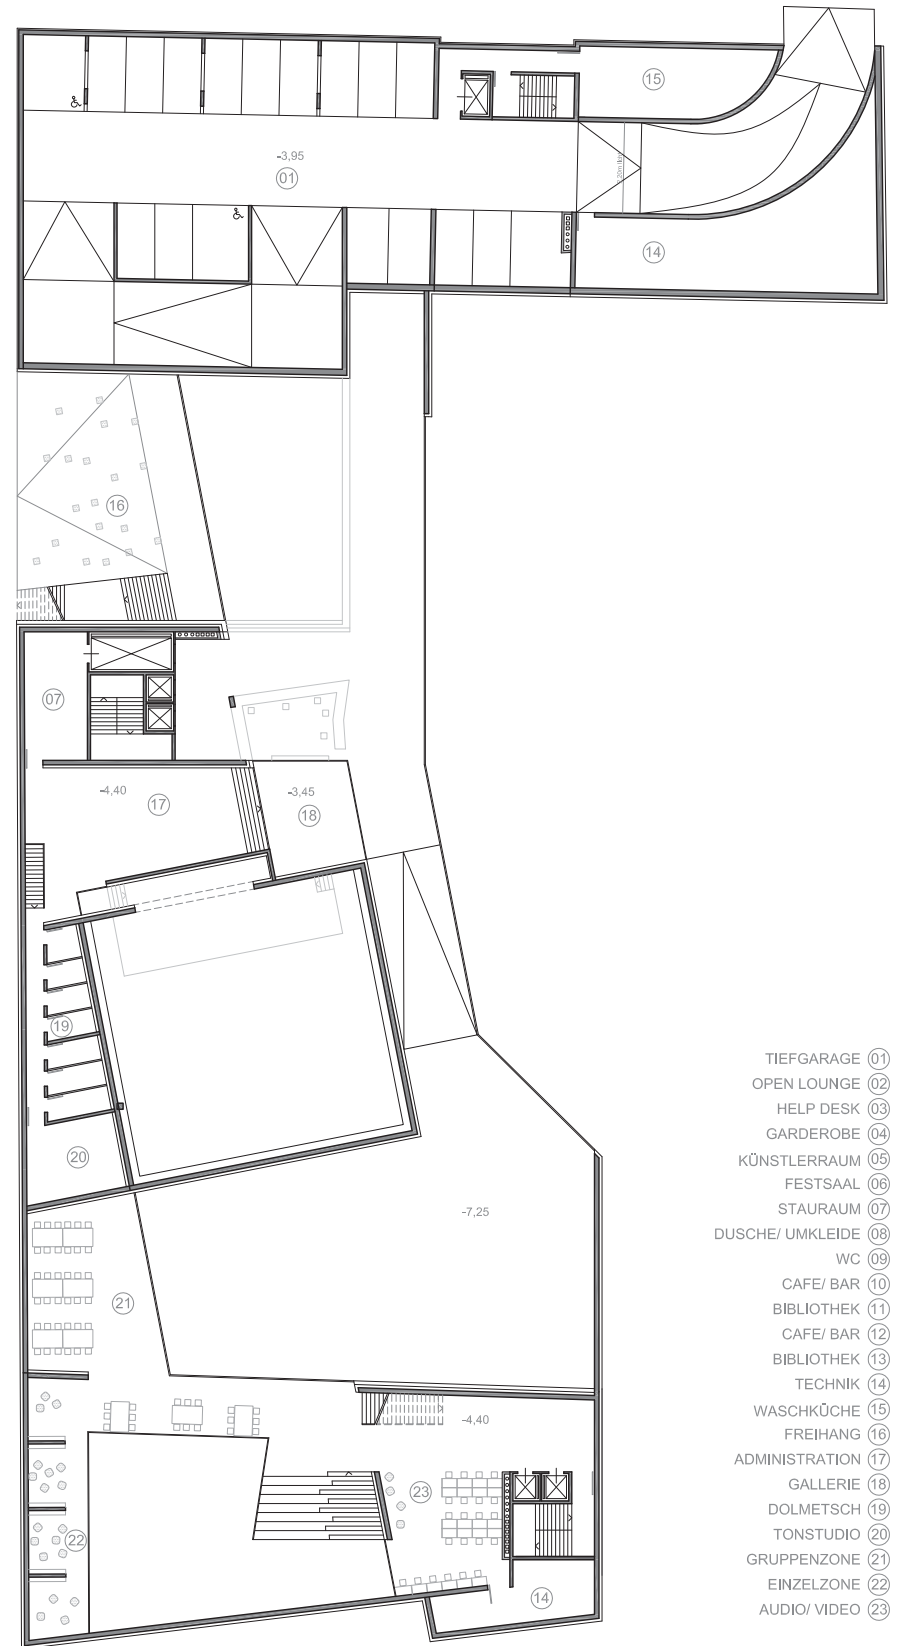 15
-3,95
01
14
16
07
-4,40
17
-3,45
18
19
20
-7,25
21
-4,40
23
22
14
TIEFGARAGE 01
OPEN LOUNGE 02
HELP DESK 03
GARDEROBE 04
KÜNSTLERRAUM 05
FESTSAAL 06
STAURAUM 07
DUSCHE/ UMKLEIDE 08
WC 09
CAFE/ BAR 10
BIBLIOTHEK 11
CAFE/ BAR 12
BIBLIOTHEK 13
TECHNIK 14
WASCHKÜCHE 15
FREIHANG 16
ADMINISTRATION 17
GALLERIE 18
DOLMETSCH 19
TONSTUDIO 20
GRUPPENZONE 21
EINZELZONE 22
AUDIO/ VIDEO 23